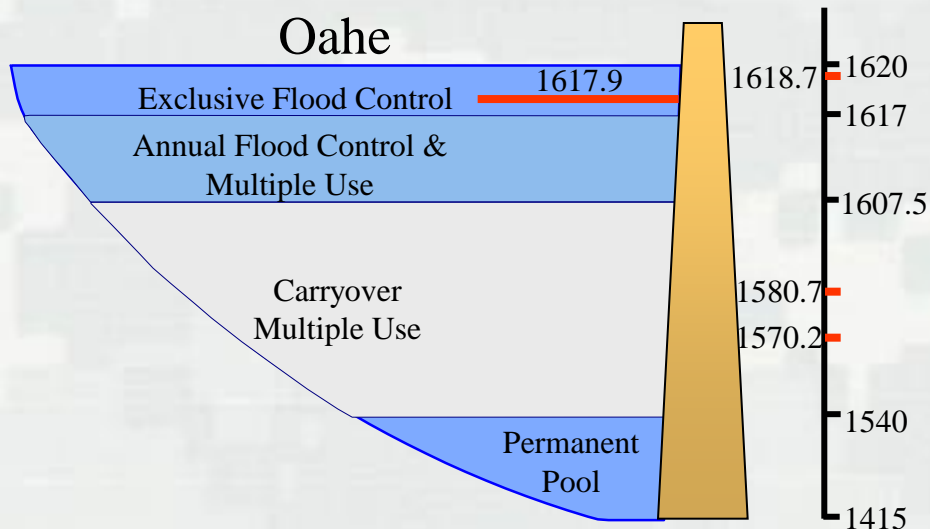 Oahe
1617.9
1618.7
1620
Exclusive Flood Control
1617
Annual Flood Control &
Multiple Use
1607.5
Carryover
Multiple Use
1580.7
1570.2
1540
Permanent
Pool
1415